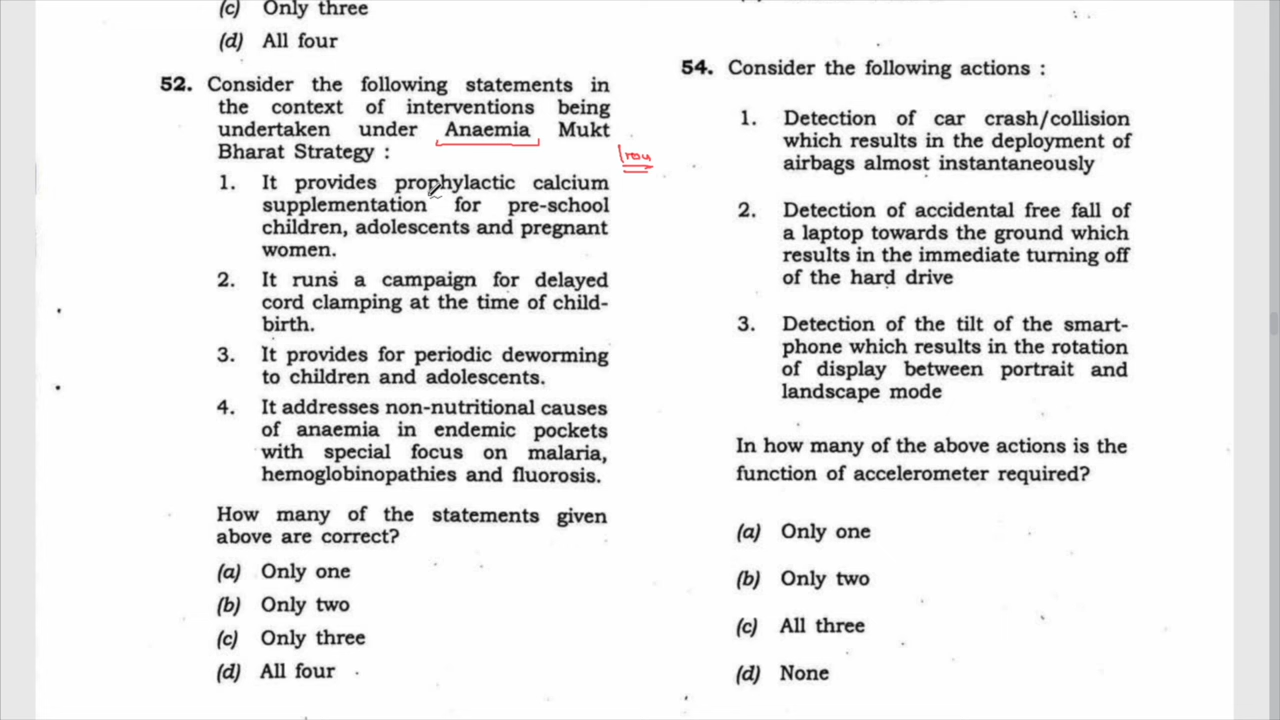 (c) Only three
(d) All four
52. Consider the following statements in
the context of interventions being
undertaken under Anaemia Mukt
Bharat Strategy :
1. It provides prophylactic calcium
supplementation for pre-school
children, adolescents and pregnant
women.
2. It runs a campaign for delayed
cord clamping at the time of child-
birth.
3. It provides for periodic deworming
to children and adolescents.
4. It addresses non-nutritional causes
of anaemia in endemic pockets
with special focus on malaria,
hemoglobinopathies and fluorosis.
How many of the statements given
above are correct?
(a) Only one
(b) Only two
(c) Only three
(d) All four
54. Consider the following actions :
1. Detection of car crash/collision
which results in the deployment of
airbags almost instantaneously
2. Detection of accidental free fall of
a laptop towards the ground which
results in the immediate turning off
of the hard drive
3. Detection of the tilt of the smart-
phone which results in the rotation
of display between portrait and
landscape mode
In how many of the above actions is the
function of accelerometer required?
(a) Only one
(b) Only two
(c) All three
(d) None